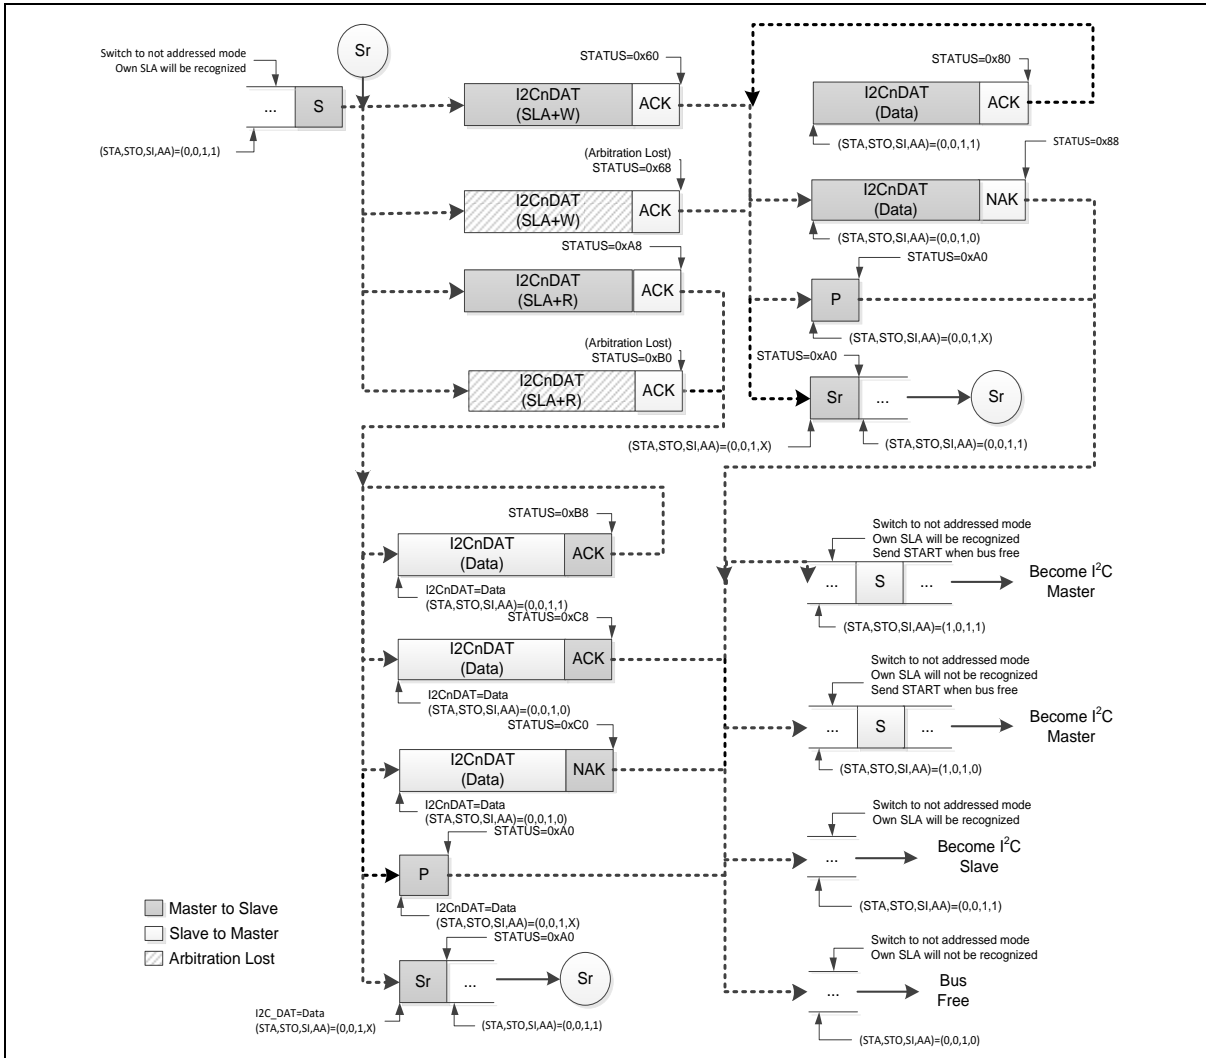 Switch to not addressed mode
Own SLA will be recognized
...
S
(STA,STO,SI,AA)=(0,0,1,1)
Sr
STATUS=0x60
I2CnDAT
(SLA+W)
ACK
(Arbitration Lost)
STATUS=0x68
I2CnDAT
(SLA+W)
ACK
STATUS=0xA8
I2CnDAT
(SLA+R)
ACK
(Arbitration Lost)
STATUS=0xB0
I2CnDAT
(SLA+R)
ACK
STATUS=0x80
I2CnDAT
(Data)
ACK
(STA,STO,SI,AA)=(0,0,1,1)
STATUS=0x88
I2CnDAT
(Data)
NAK
(STA,STO,SI,AA)=(0,0,1,0)
STATUS=0xA0
P
(STA,STO,SI,AA)=(0,0,1,X)
STATUS=0xA0
Sr
...
Sr
(STA,STO,SI,AA)=(0,0,1,X)
(STA,STO,SI,AA)=(0,0,1,1)
STATUS=0xB8
I2CnDAT
(Data)
ACK
I2CnDAT=Data
(STA,STO,SI,AA)=(0,0,1,1)
STATUS=0xC8
I2CnDAT
(Data)
ACK
I2CnDAT=Data
(STA,STO,SI,AA)=(0,0,1,0)
STATUS=0xC0
I2CnDAT
(Data)
NAK
I2CnDAT=Data
(STA,STO,SI,AA)=(0,0,1,0)
STATUS=0xA0
P
I2CnDAT=Data
(STA,STO,SI,AA)=(0,0,1,X)
STATUS=0xA0
Sr
...
Sr
I2C_DAT=Data
(STA,STO,SI,AA)=(0,0,1,X)
(STA,STO,SI,AA)=(0,0,1,1)
Switch to not addressed mode
Own SLA will be recognized
Send START when bus free
...
S
...
Become I²C
Master
(STA,STO,SI,AA)=(1,0,1,1)
Switch to not addressed mode
Own SLA will not be recognized
Send START when bus free
...
S
...
Become I²C
Master
(STA,STO,SI,AA)=(1,0,1,0)
Switch to not addressed mode
Own SLA will be recognized
...
Become I²C
Slave
(STA,STO,SI,AA)=(0,0,1,1)
Switch to not addressed mode
Own SLA will not be recognized
...
Bus
Free
(STA,STO,SI,AA)=(0,0,1,0)
Master to Slave
Slave to Master
Arbitration Lost